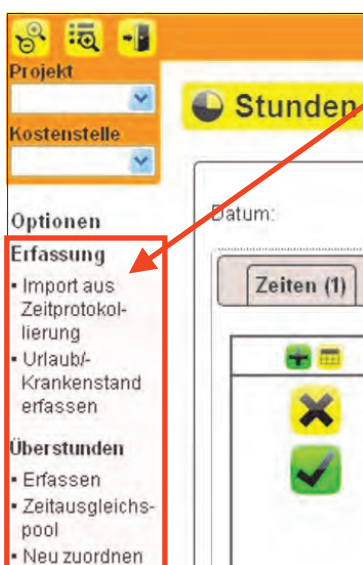 Projekt
Kostenstelle
Stunden
Optionen
Datum:
Erfassung
Zeiten (1)
▪ Import aus
Zeitprotokol-
lierung
▪ Urlaub/-
Krankenstand
erfassen
Überstunden
▪ Erfassen
▪ Zeitausgleichs-
pool
▪ Neu zuordnen